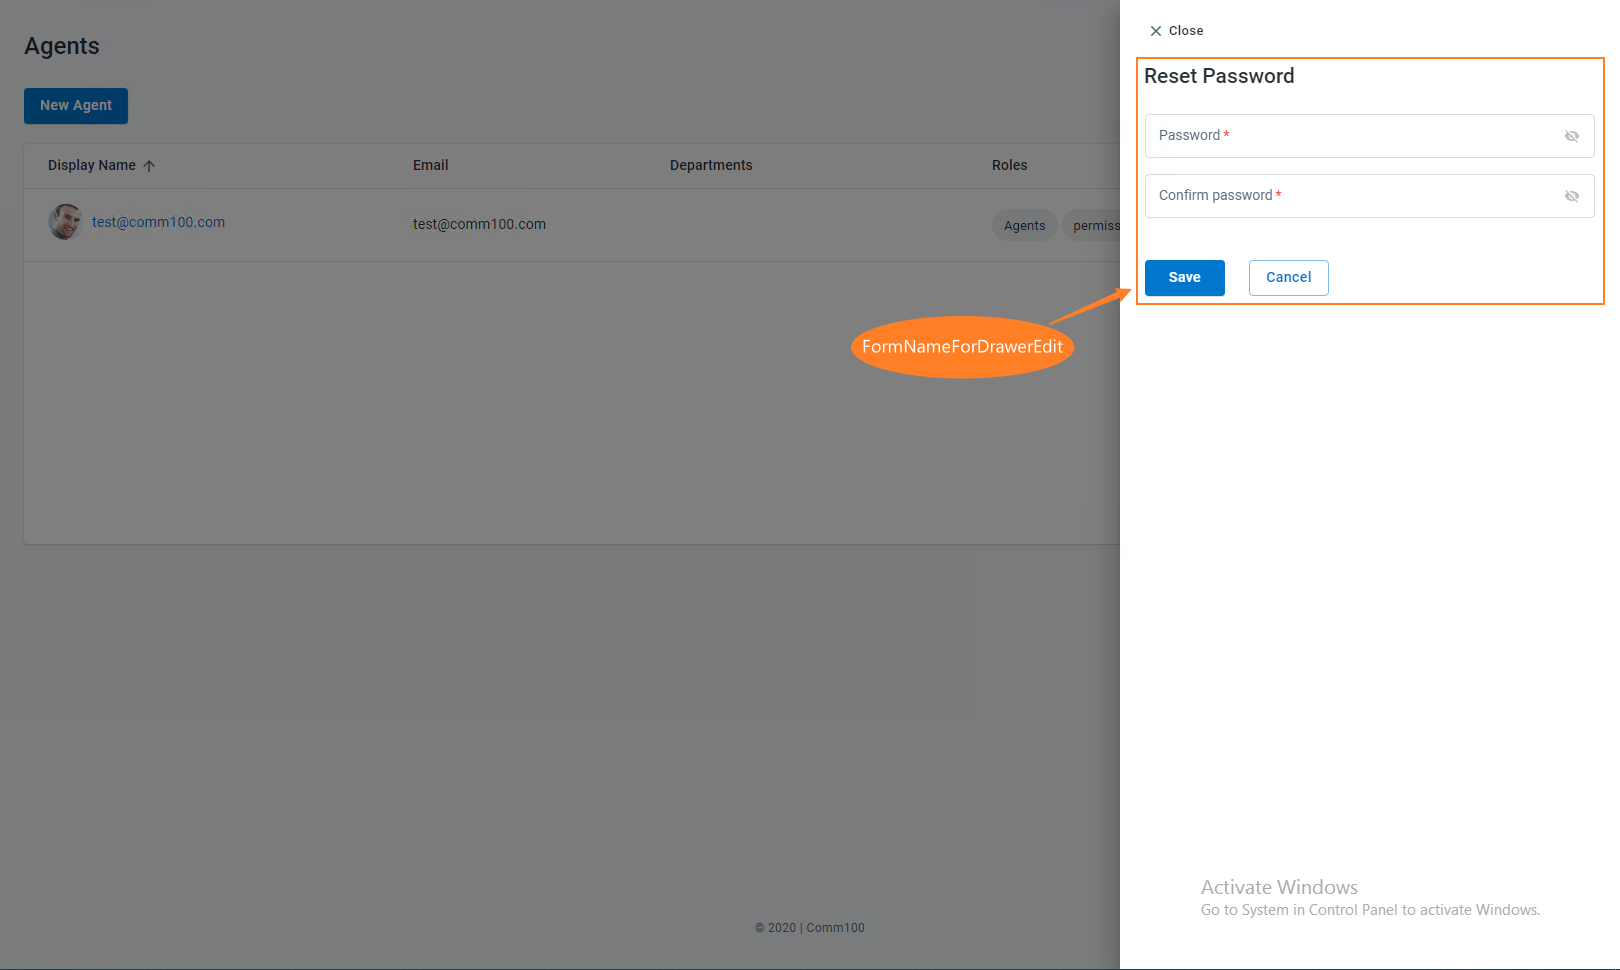 Agents
New Agent
Display Name Email Departments Roles
test@comm100.com test@comm100.com Agents permiss
FormNameForDrawerEdit
© 2020 | Comm100
Close
Reset Password
Password *
Confirm password *
Save Cancel
Activate Windows
Go to System in Control Panel to activate Windows.